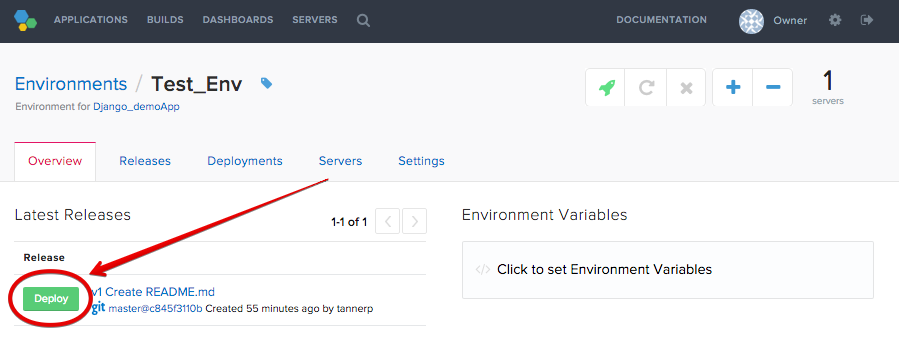 APPLICATIONS BUILDS DASHBOARDS SERVERS DOCUMENTATION Owner
Environments / Test_Env
1
Environment for Django_demoApp
servers
Overview Releases Deployments Servers Settings
Latest Releases
1-1 of 1
Environment Variables
Release
</> Click to set Environment Variables
Deploy
v1 Create README.md
git master@c845f3110b Created 55 minutes ago by tannerp